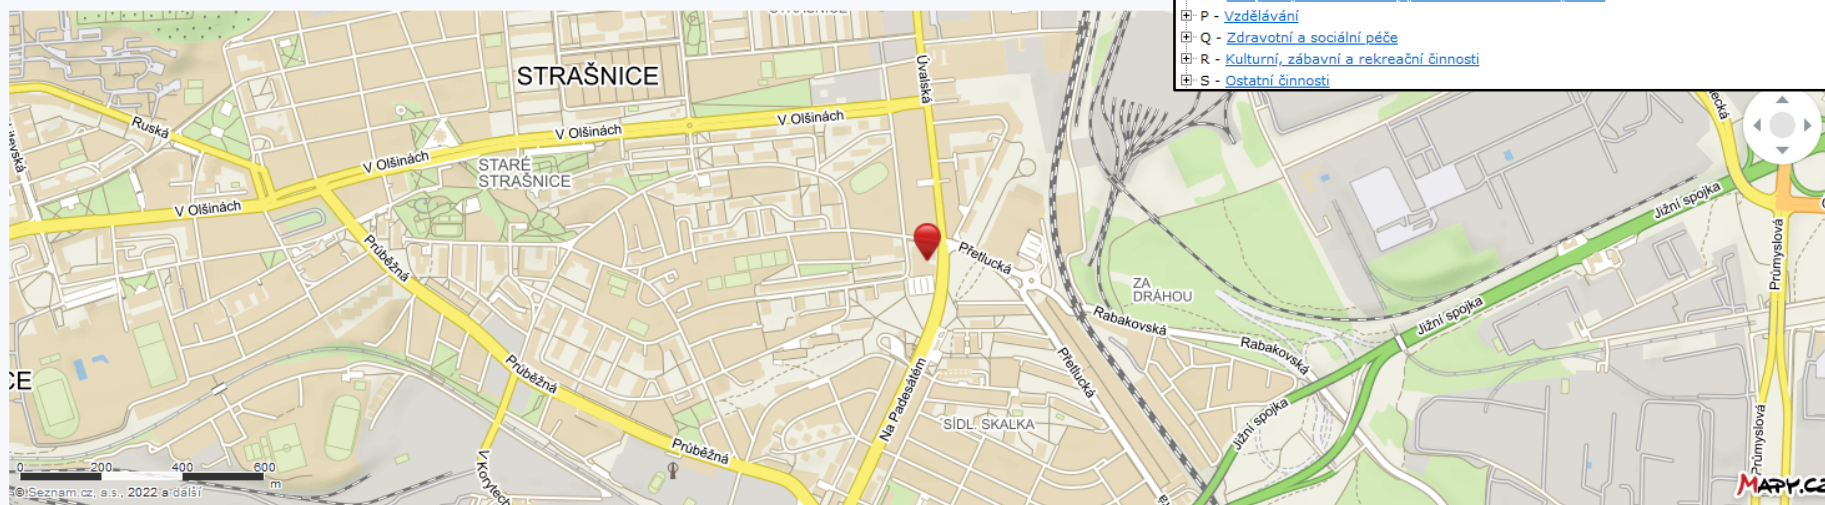 P - Vzdělávání
Q - Zdravotní a sociální péče
R - Kulturní, zábavní a rekreační činnosti
S - Ostatní činnosti
STRAŠNICE
STRAŠNICE
Úvalská
Ruská
V Olšinách
V Olšinách
V Olšinách
V Olšinách
STARÉ
STRAŠNICE
Průběžná
Přetlucká
ZA
DRÁHOU
Rabakovská
Rabakovská
Jižní spojka
Jižní spojka
Jižní spojka
Průmyslová
Průmyslová
Průběžná
Přetlucká
Na Padesátém
SÍDL. SKALKA
Průběžná
V Korytech
0 200 400 600
m
© Seznam.cz, a.s., 2022 a další
Mapy.cz